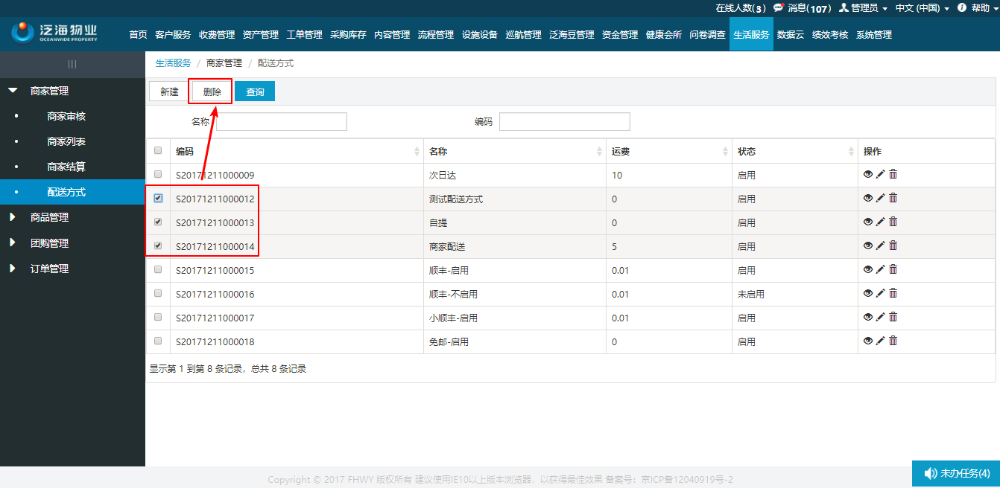 在线人数(3) 消息(107) 管理员 中文 (中国) 帮助
泛海物业
OCEANWIDE PROPERTY
首页 客户服务 收费管理 资产管理 工单管理 采购库存 内容管理 流程管理 设施设备 巡航管理 泛海豆管理 资金管理 健康会所 问卷调查 生活服务 数据云 绩效考核 系统管理
生活服务 / 商家管理 / 配送方式
商家管理
商家审核
商家列表
商家结算
配送方式
商品管理
团购管理
订单管理
新建 删除 查询
名称 编码
编码 名称 运费 状态 操作
S20171211000009 次日达 10 启用
S20171211000012 测试配送方式 0 启用
S20171211000013 自提 0 启用
S20171211000014 商家配送 5 启用
S20171211000015 顺丰-启用 0.01 启用
S20171211000016 顺丰-不启用 0.01 未启用
S20171211000017 小顺丰-启用 0.01 启用
S20171211000018 免邮-启用 0 启用
显示第 1 到第 8 条记录，总共 8 条记录
Copyright © 2017 FHWY 版权所有 建议使用IE10以上版本浏览器，以获得最佳效果 备案号：京ICP备12040919号-2
未办任务(4)